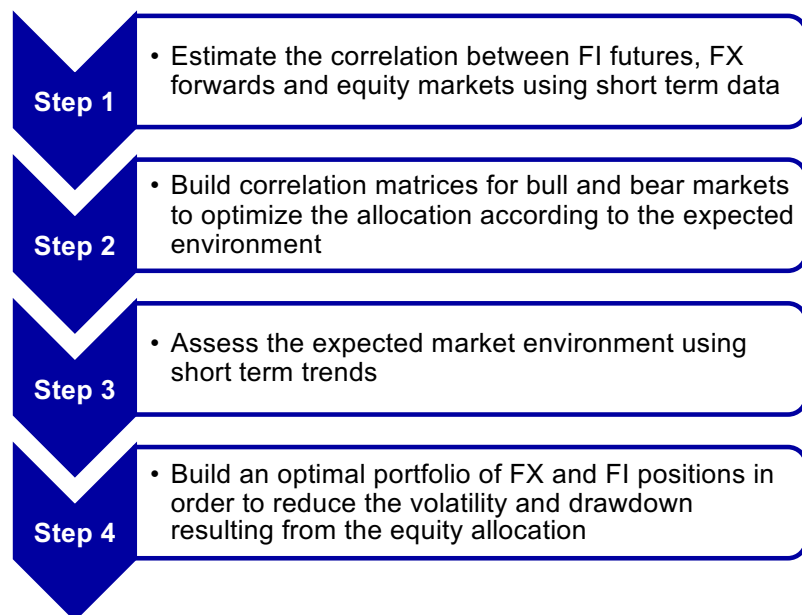 Step 1
• Estimate the correlation between FI futures, FX
forwards and equity markets using short term data
Step 2
• Build correlation matrices for bull and bear markets
to optimize the allocation according to the expected
environment
Step 3
• Assess the expected market environment using
short term trends
Step 4
• Build an optimal portfolio of FX and FI positions in
order to reduce the volatility and drawdown
resulting from the equity allocation